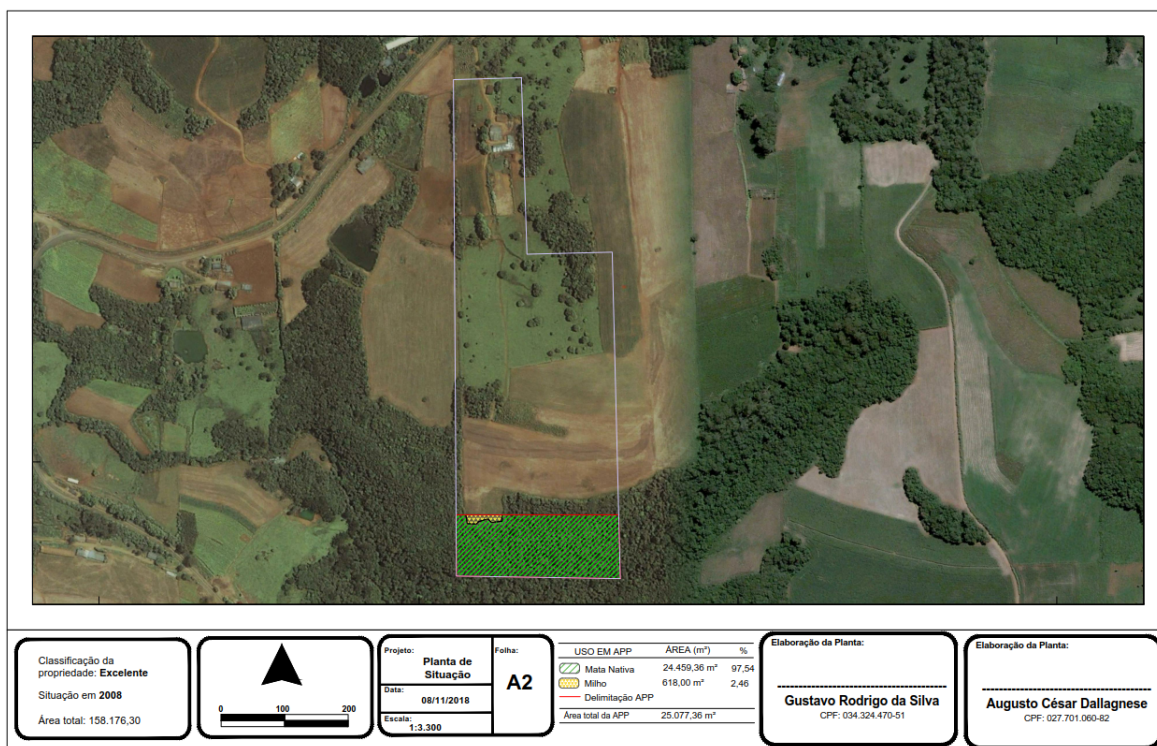 Classificação da
propriedade: Excelente
Situação em 2008
Área total: 158.176,30
0 100 200
Projeto:
Planta de
Situação
Data:
08/11/2018
Escala:
1:3.300
Folha:
A2
USO EM APP ÁREA (m²) %
Mata Nativa 24.459,36 m² 97,54
Milho 618,00 m² 2,46
Delimitação APP
Área total da APP 25.077,36 m²
Elaboração da Planta:
Gustavo Rodrigo da Silva
CPF: 034.324.470-51
Elaboração da Planta:
Augusto César Dallagnese
CPF: 027.701.060-82